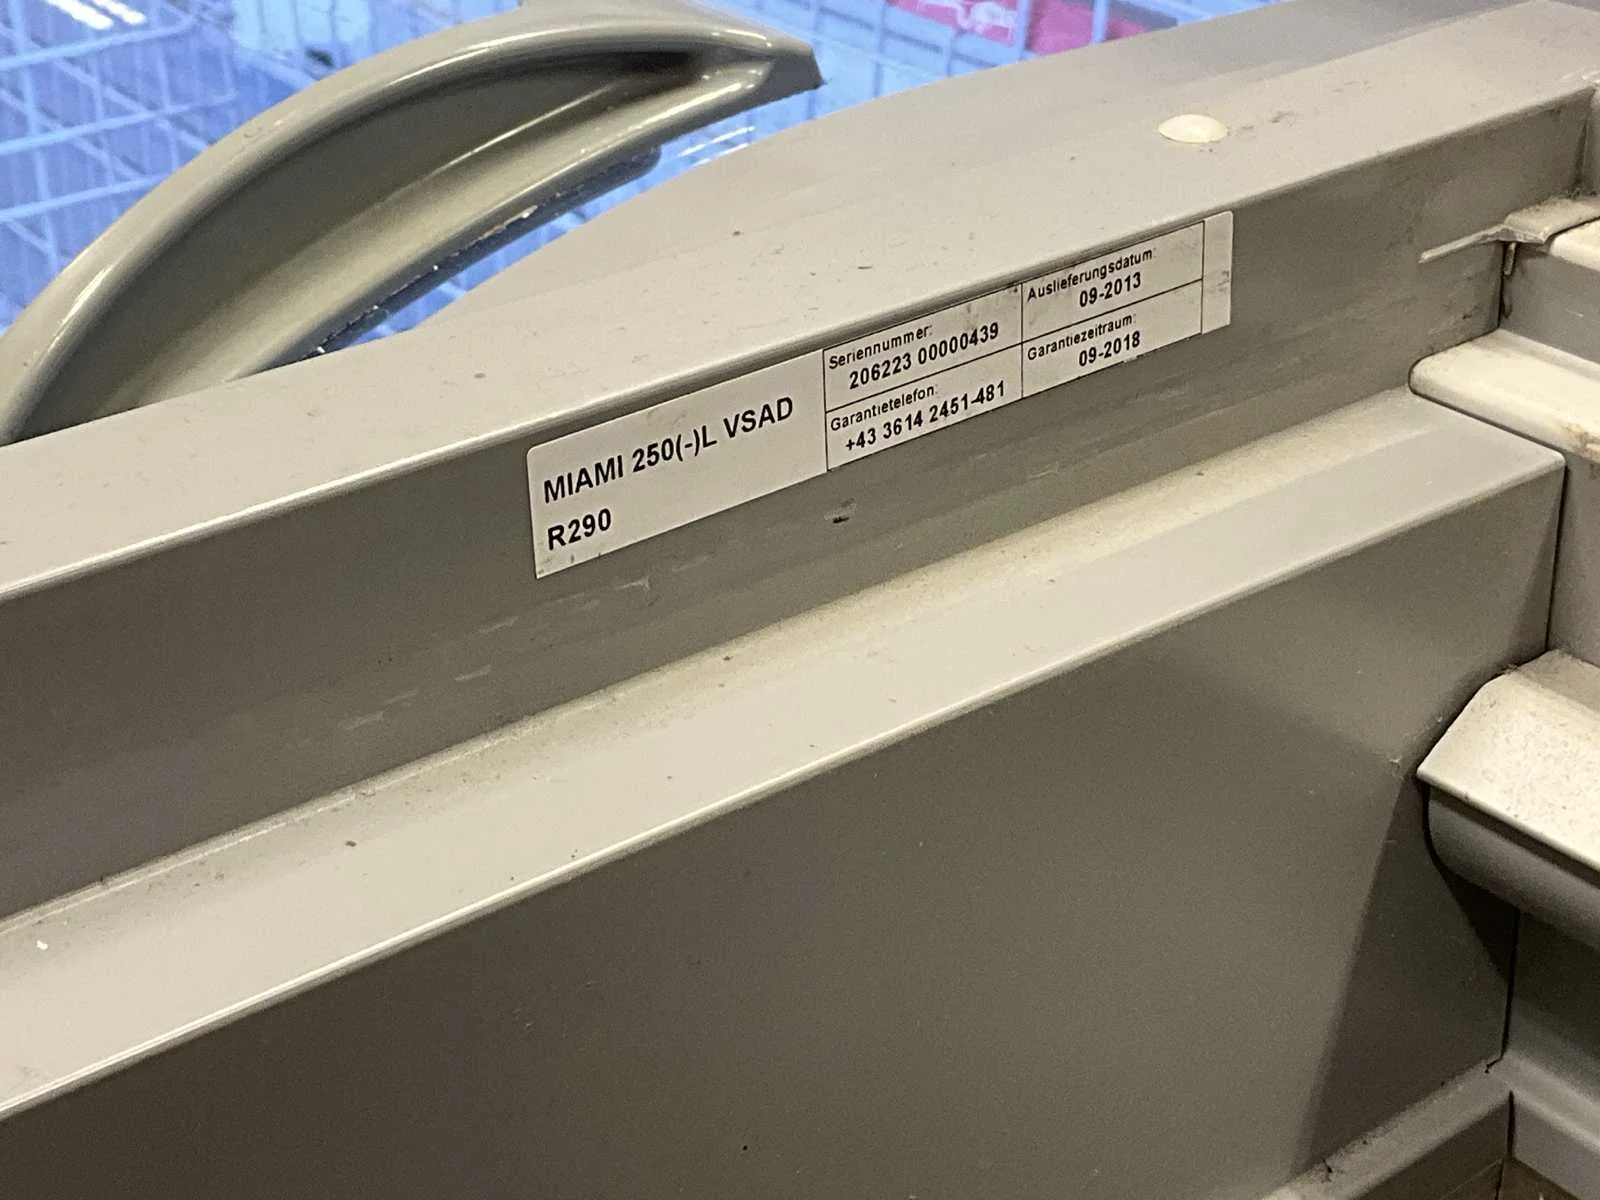 MIAMI 250(-)L VSAD
R290
Seriennummer:
206223 00000439
Garantietelefon:
+43 3614 2451-481
Auslieferungsdatum:
09-2013
Garantiezeitraum:
09-2018